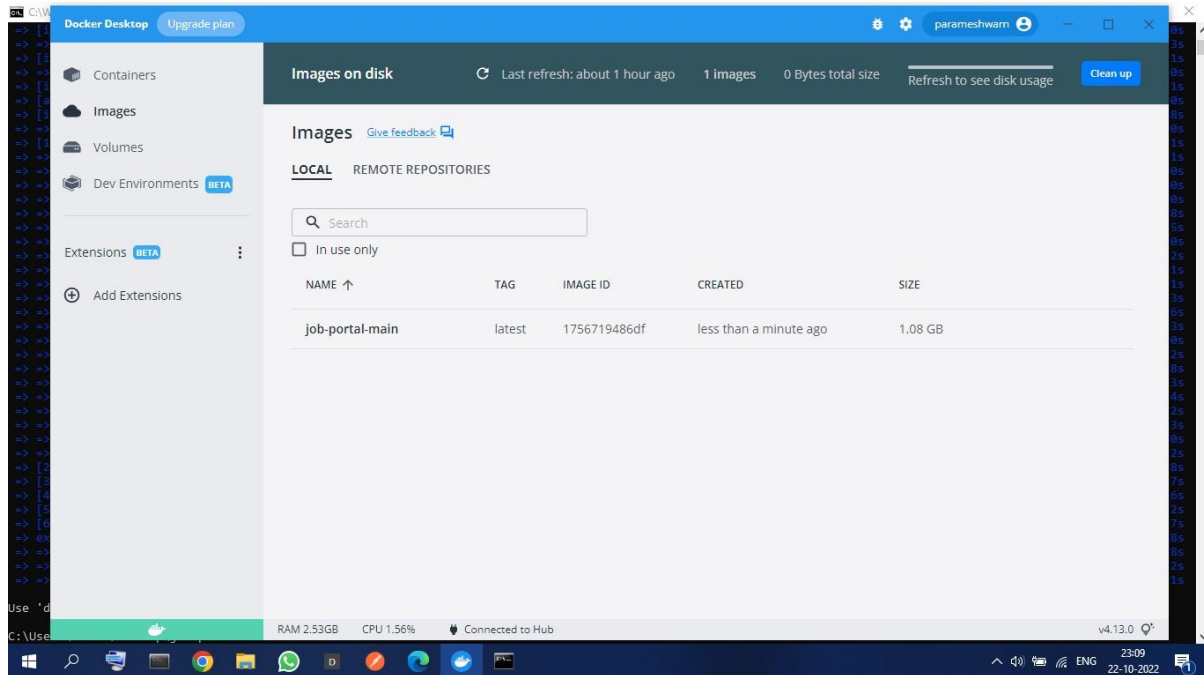 C:\W
Docker Desktop Upgrade plan parameshwarn
Containers
Images
Volumes
Dev Environments BETA
Extensions BETA
Add Extensions
Images on disk Last refresh: about 1 hour ago 1 images 0 Bytes total size Refresh to see disk usage Clean up
Images Give feedback
LOCAL REMOTE REPOSITORIES
Search
In use only
NAME TAG IMAGE ID CREATED SIZE
job-portal-main latest 1756719486df less than a minute ago 1.08 GB
Use 'd
C:\Use
RAM 2.53GB CPU 1.56% Connected to Hub v4.13.0
ENG 23:09
22-10-2022